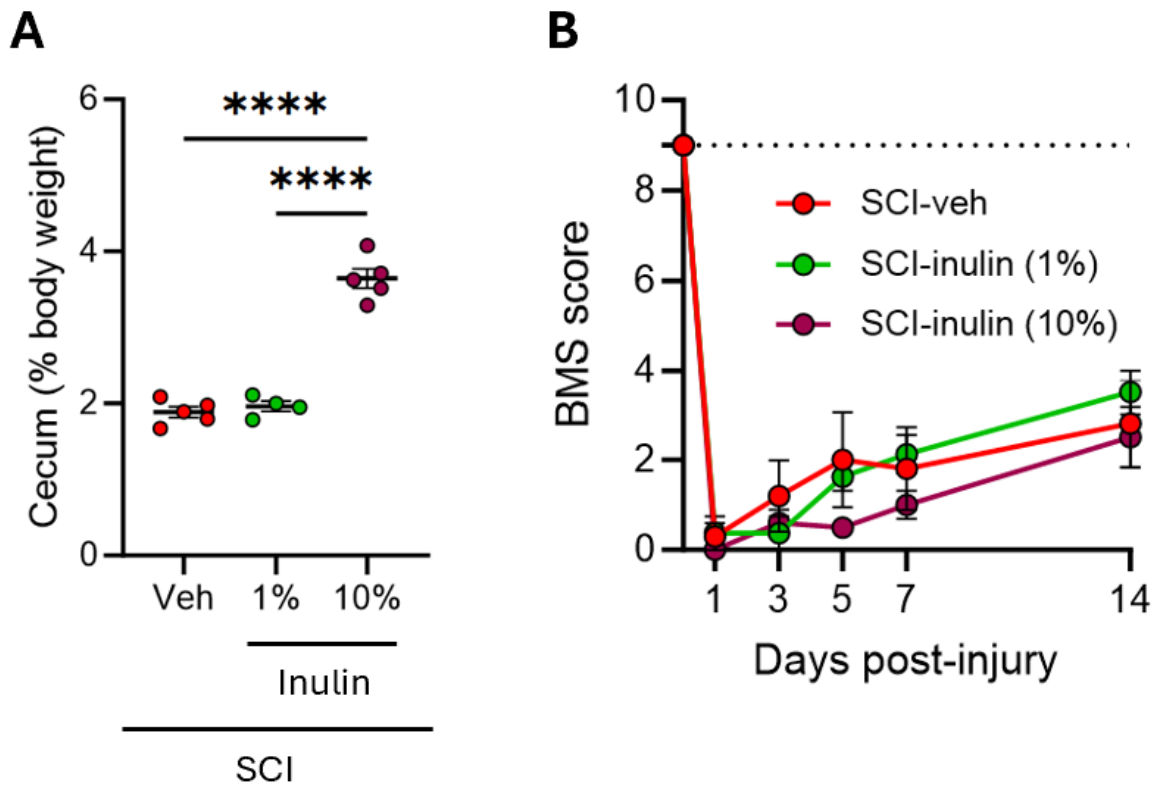 A
Cecum (% body weight)
6
4
2
0
****
****
Veh
1%
10%
Inulin
SCI
B
BMS score
10
8
6
4
2
0
SCI-veh
SCI-inulin (1%)
SCI-inulin (10%)
1
3
5
7
14
Days post-injury